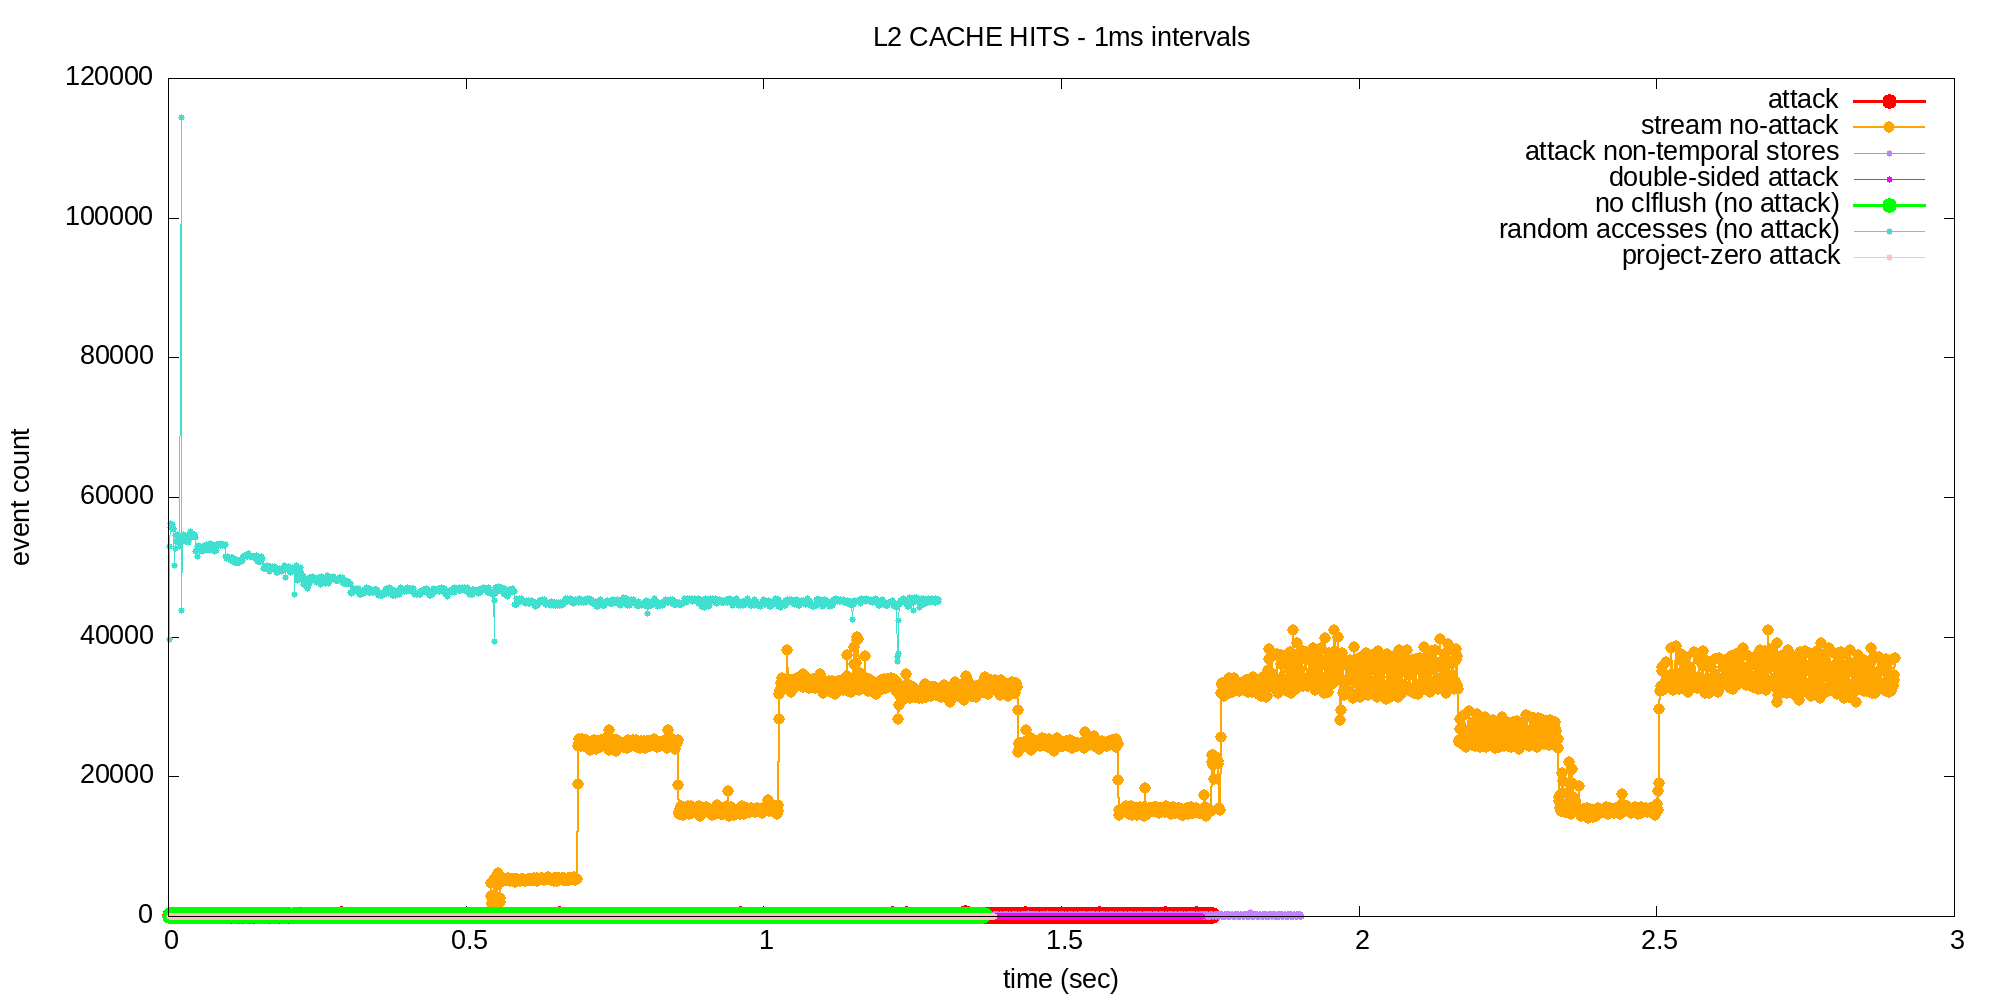 L2 CACHE HITS - 1ms intervals
120000
100000
80000
60000
40000
20000
0
event count
attack
stream no-attack
attack non-temporal stores
double-sided attack
no clflush (no attack)
random accesses (no attack)
project-zero attack
0 0.5 1 1.5 2 2.5 3
time (sec)